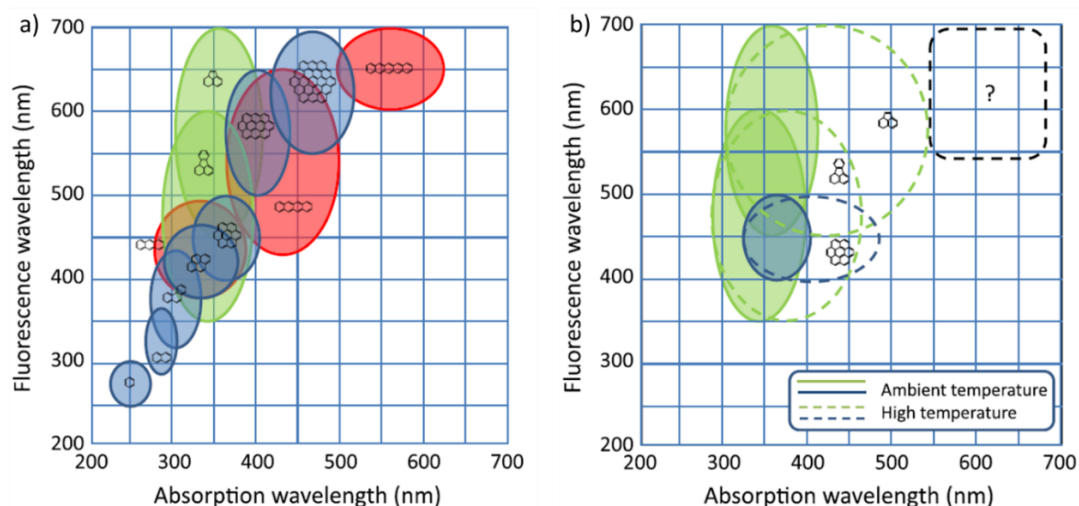 a)
700
600
500
400
300
200
200 300 400 500 600 700
Fluorescence wavelength (nm)
Absorption wavelength (nm)
b)
700
600
500
400
300
200
200 300 400 500 600 700
Fluorescence wavelength (nm)
Absorption wavelength (nm)
?
Ambient temperature
High temperature